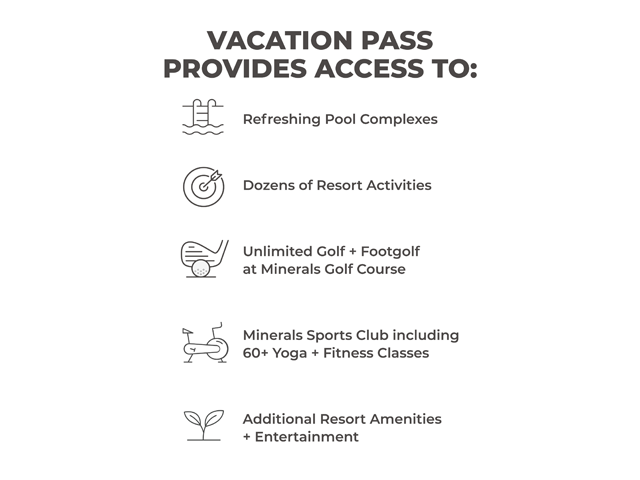 VACATION PASS
PROVIDES ACCESS TO:
Refreshing Pool Complexes
Dozens of Resort Activities
Unlimited Golf + Footgolf
at Minerals Golf Course
Minerals Sports Club including
60+ Yoga + Fitness Classes
Additional Resort Amenities
+ Entertainment